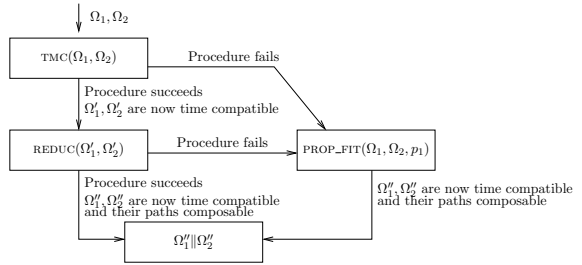 Ω₁, Ω₂
TMC(Ω₁, Ω₂)
Procedure fails
Procedure succeeds
Ω′₁, Ω′₂ are now time compatible
REDUC(Ω′₁, Ω′₂)
Procedure fails
PROP_FIT(Ω₁, Ω₂, p₁)
Procedure succeeds
Ω″₁, Ω″₂ are now time compatible
and their paths composable
Ω″₁, Ω″₂ are now time compatible
and their paths composable
Ω″₁‖Ω″₂